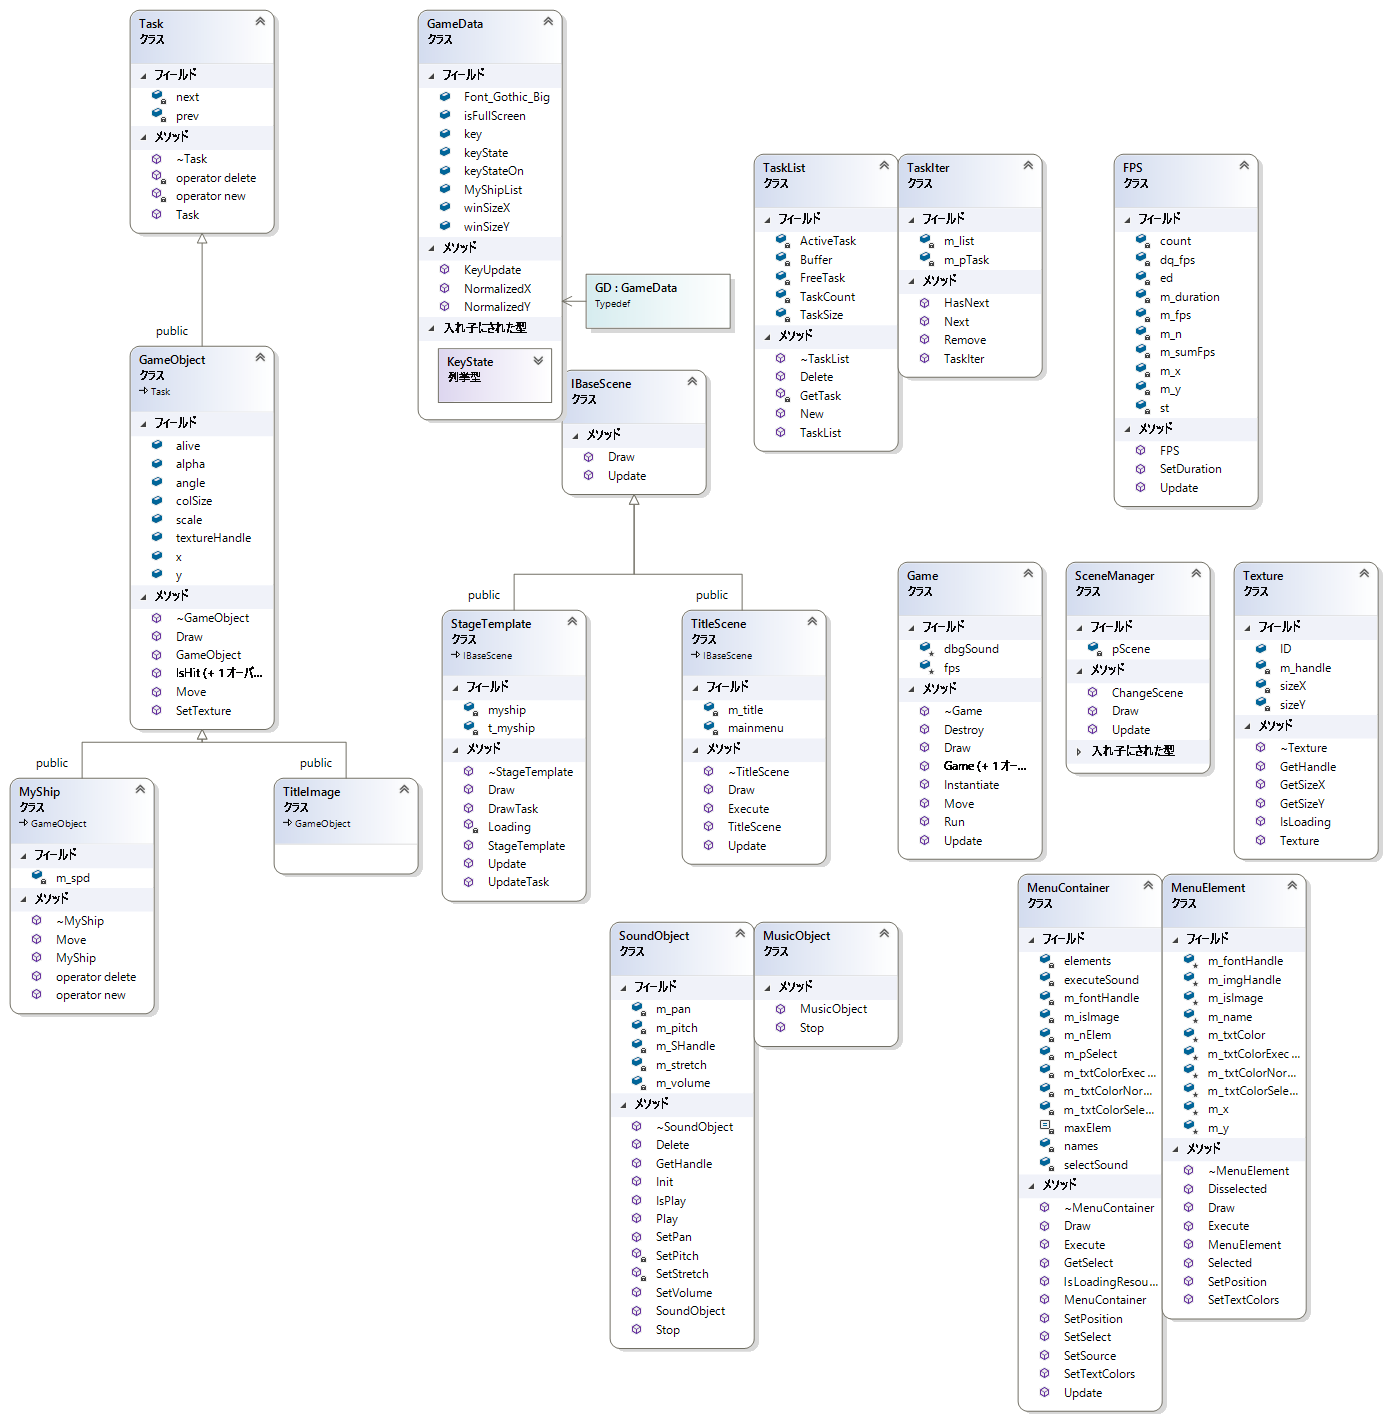 Task
クラス
フィールド
next
prev
メソッド
~Task
operator delete
operator new
Task
public
GameObject
クラス
Task
フィールド
alive
alpha
angle
colSize
scale
textureHandle
x
y
メソッド
~GameObject
Draw
GameObject
IsHit (+ 1 オーバ...
Move
SetTexture
public
public
MyShip
クラス
GameObject
フィールド
m_spd
メソッド
~MyShip
Move
MyShip
operator delete
operator new
TitleImage
クラス
GameObject
GameData
クラス
フィールド
Font_Gothic_Big
isFullScreen
key
keyState
keyStateOn
MyShipList
winSizeX
winSizeY
メソッド
KeyUpdate
NormalizedX
NormalizedY
入れ子にされた型
KeyState
列挙型
GD : GameData
Typedef
IBaseScene
クラス
メソッド
Draw
Update
public
public
StageTemplate
クラス
IBaseScene
フィールド
myship
t_myship
メソッド
~StageTemplate
Draw
DrawTask
Loading
StageTemplate
Update
UpdateTask
TitleScene
クラス
IBaseScene
フィールド
m_title
mainmenu
メソッド
~TitleScene
Draw
Execute
TitleScene
Update
TaskList
クラス
フィールド
ActiveTask
Buffer
FreeTask
TaskCount
TaskSize
メソッド
~TaskList
Delete
GetTask
New
TaskList
TaskIter
クラス
フィールド
m_list
m_pTask
メソッド
HasNext
Next
Remove
TaskIter
FPS
クラス
フィールド
count
dq_fps
ed
m_duration
m_fps
m_n
m_sumFps
m_x
m_y
st
メソッド
FPS
SetDuration
Update
Game
クラス
フィールド
dbgSound
fps
メソッド
~Game
Destroy
Draw
Game (+ 1 オー...
Instantiate
Move
Run
Update
SceneManager
クラス
フィールド
pScene
メソッド
ChangeScene
Draw
Update
入れ子にされた型
Texture
クラス
フィールド
ID
m_handle
sizeX
sizeY
メソッド
~Texture
GetHandle
GetSizeX
GetSizeY
IsLoading
Texture
SoundObject
クラス
フィールド
m_pan
m_pitch
m_SHandle
m_stretch
m_volume
メソッド
~SoundObject
Delete
GetHandle
Init
IsPlay
Play
SetPan
SetPitch
SetStretch
SetVolume
SoundObject
Stop
MusicObject
クラス
メソッド
MusicObject
Stop
MenuContainer
クラス
フィールド
elements
executeSound
m_fontHandle
m_isImage
m_nElem
m_pSelect
m_txtColorExec...
m_txtColorNor...
m_txtColorSele...
maxElem
names
selectSound
メソッド
~MenuContainer
Draw
Execute
GetSelect
IsLoadingResou...
MenuContainer
SetPosition
SetSelect
SetSource
SetTextColors
Update
MenuElement
クラス
フィールド
m_fontHandle
m_imgHandle
m_isImage
m_name
m_txtColor
m_txtColorExec...
m_txtColorNor...
m_txtColorSele...
m_x
m_y
メソッド
~MenuElement
Disselected
Draw
Execute
MenuElement
Selected
SetPosition
SetTextColors